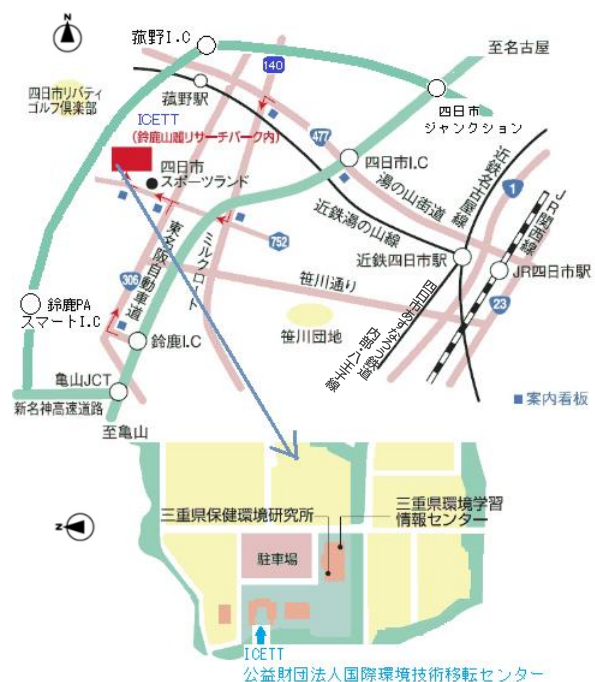 N
菰野I.C
140
至名古屋
四日市リバティ
ゴルフ倶楽部
菰野駅
ICETT
(鈴鹿山麓リサーチパーク内)
四日市
ジャンクション
477
四日市I.C
四日市
スポーツランド
湯の山街道
近鉄名古屋線
1
JR関西線
近鉄湯の山線
752
東名阪自動車道
ミルクロード
306
笹川通り
近鉄四日市駅
JR四日市駅
23
鈴鹿PA
スマートI.C
鈴鹿I.C
笹川団地
四日市あすなろう鉄道
内部・八王子線
亀山JCT
新名神高速道路
至亀山
案内看板
三重県保健環境研究所
三重県環境学習
情報センター
N
駐車場
ICETT
公益財団法人国際環境技術移転センター